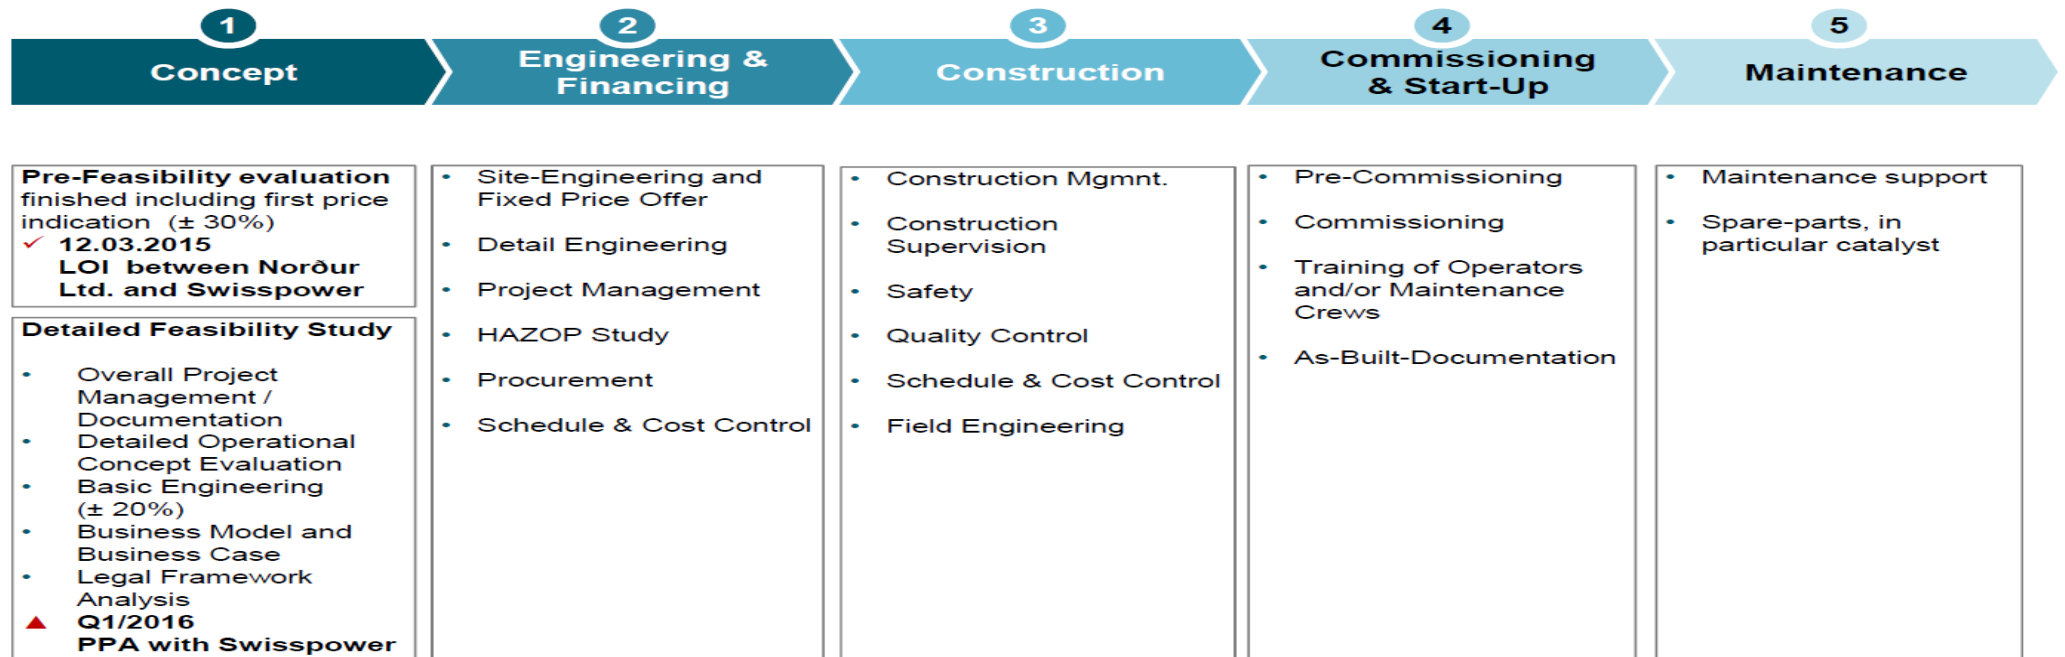 1
Concept
2
Engineering &
Financing
3
Construction
4
Commissioning
& Start-Up
5
Maintenance
Pre-Feasibility evaluation
finished including first price
indication (± 30%)
✓ 12.03.2015
LOI between Norður
Ltd. and Swisspower
Detailed Feasibility Study
• Overall Project
Management /
Documentation
• Detailed Operational
Concept Evaluation
• Basic Engineering
(± 20%)
• Business Model and
Business Case
• Legal Framework
Analysis
▲ Q1/2016
PPA with Swisspower
• Site-Engineering and
Fixed Price Offer
• Detail Engineering
• Project Management
• HAZOP Study
• Procurement
• Schedule & Cost Control
• Construction Mgmnt.
• Construction
Supervision
• Safety
• Quality Control
• Schedule & Cost Control
• Field Engineering
• Pre-Commissioning
• Commissioning
• Training of Operators
and/or Maintenance
Crews
• As-Built-Documentation
• Maintenance support
• Spare-parts, in
particular catalyst